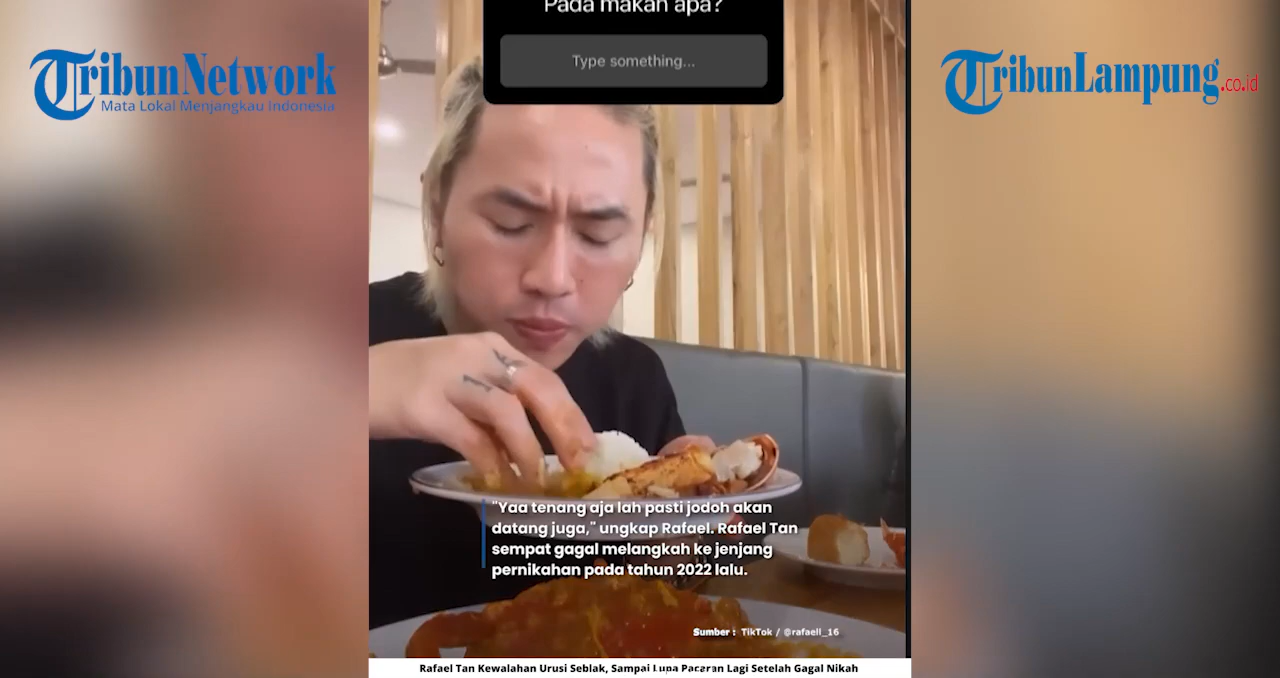 Pada makan apa?
Type something...
TribunNetwork
Mata Lokal Menjangkau Indonesia
TribunLampung.co.id
"Yaa tenang aja lah pasti jodoh akan
datang juga," ungkap Rafael. Rafael Tan
sempat gagal melangkah ke jenjang
pernikahan pada tahun 2022 lalu.
Sumber : TikTok / @rafaell_16
Rafael Tan Kewalahan Urusi Seblak, Sampai Lupa Pacaran Lagi Setelah Gagal Nikah